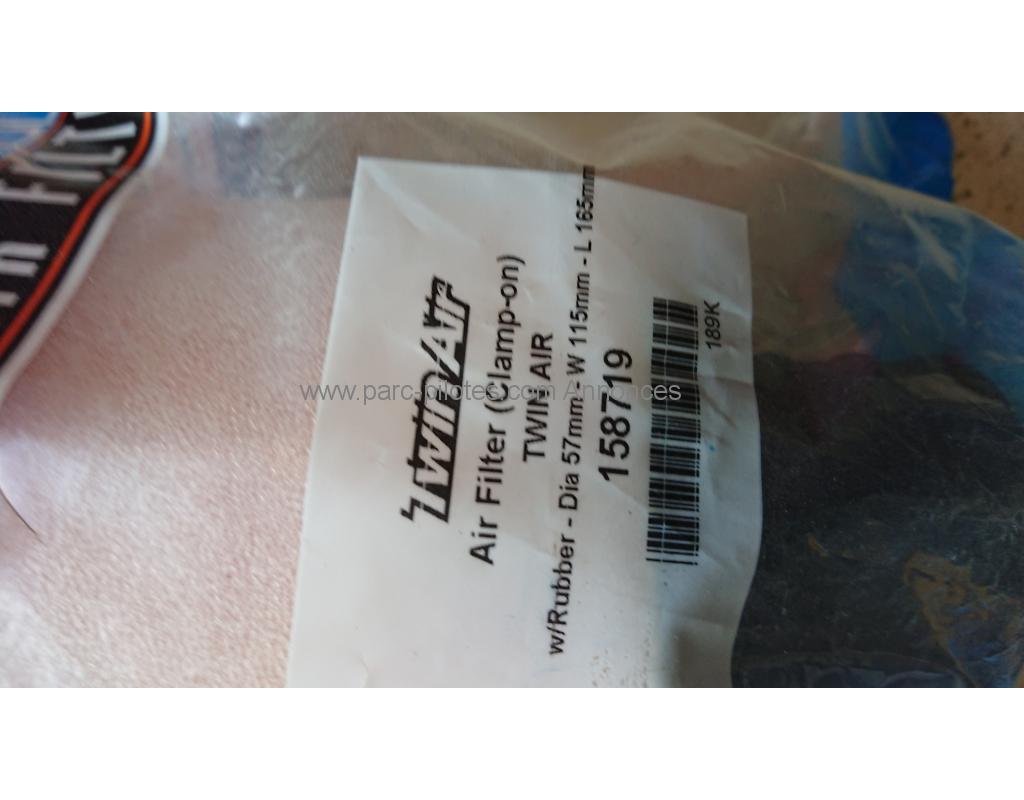 TWIN AIR
Air Filter (Clamp-on)
TWIN AIR
w/Rubber - Dia 57mm - W 115mm - L 165mm
158719
189K
www.parc-pilotes.com Annonces